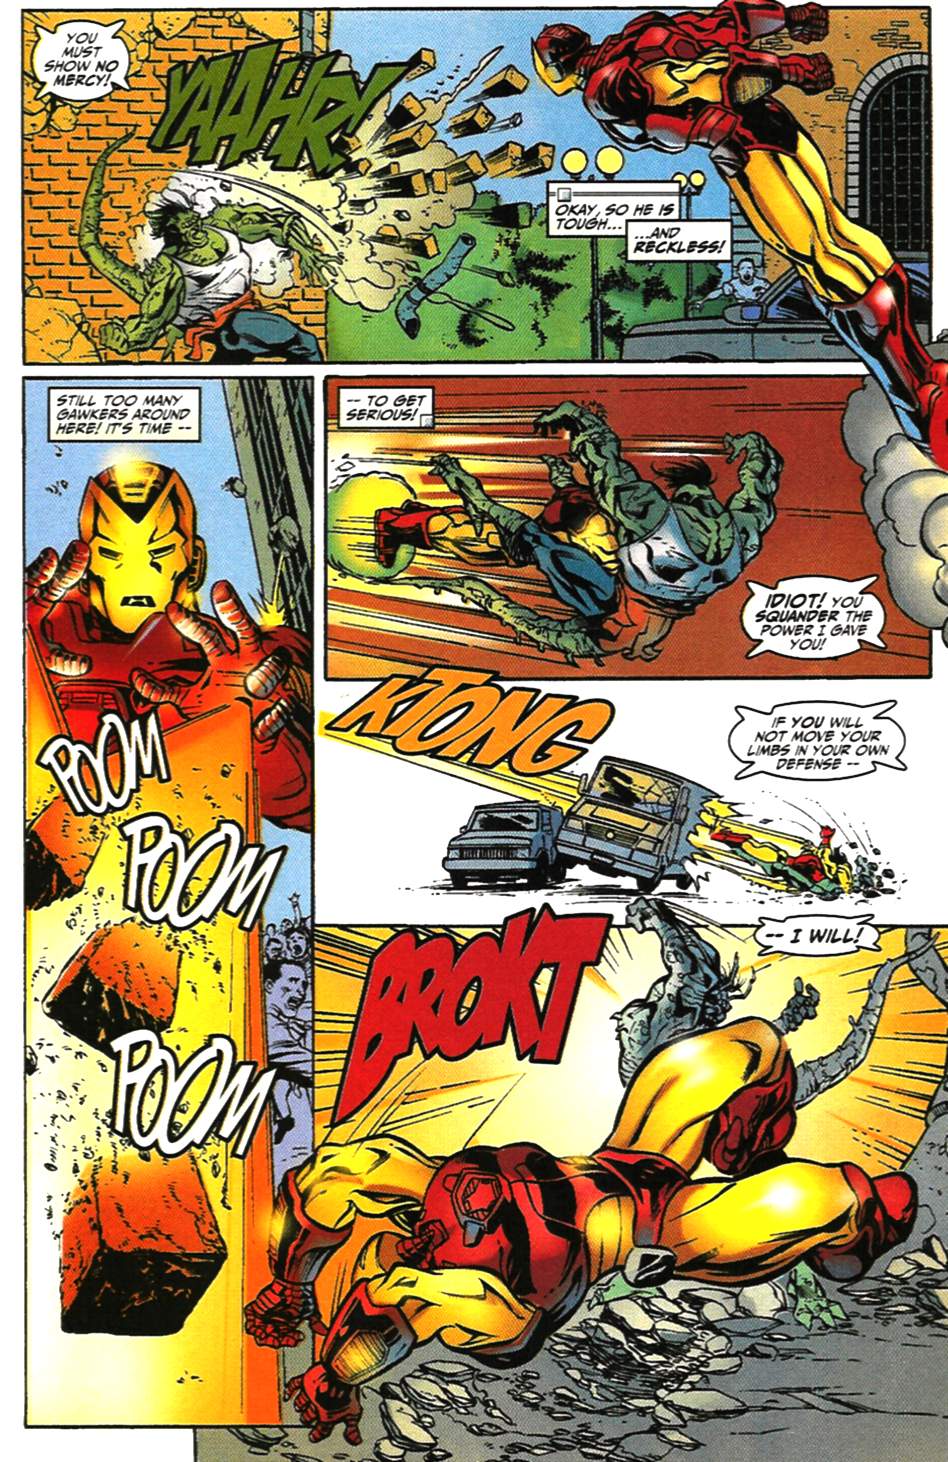 YOU
MUST
SHOW NO
MERCY!
YAAHR!
OKAY, SO HE IS
TOUGH...
...AND
RECKLESS!
STILL TOO MANY
GAWKERS AROUND
HERE! IT'S TIME --
-- TO GET
SERIOUS!
IDIOT! YOU
SQUANDER THE
POWER I GAVE
YOU!
POOM
POOM
POOM
KTONG
IF YOU WILL
NOT MOVE YOUR
LIMBS IN YOUR OWN
DEFENSE --
-- I WILL!
BROKT